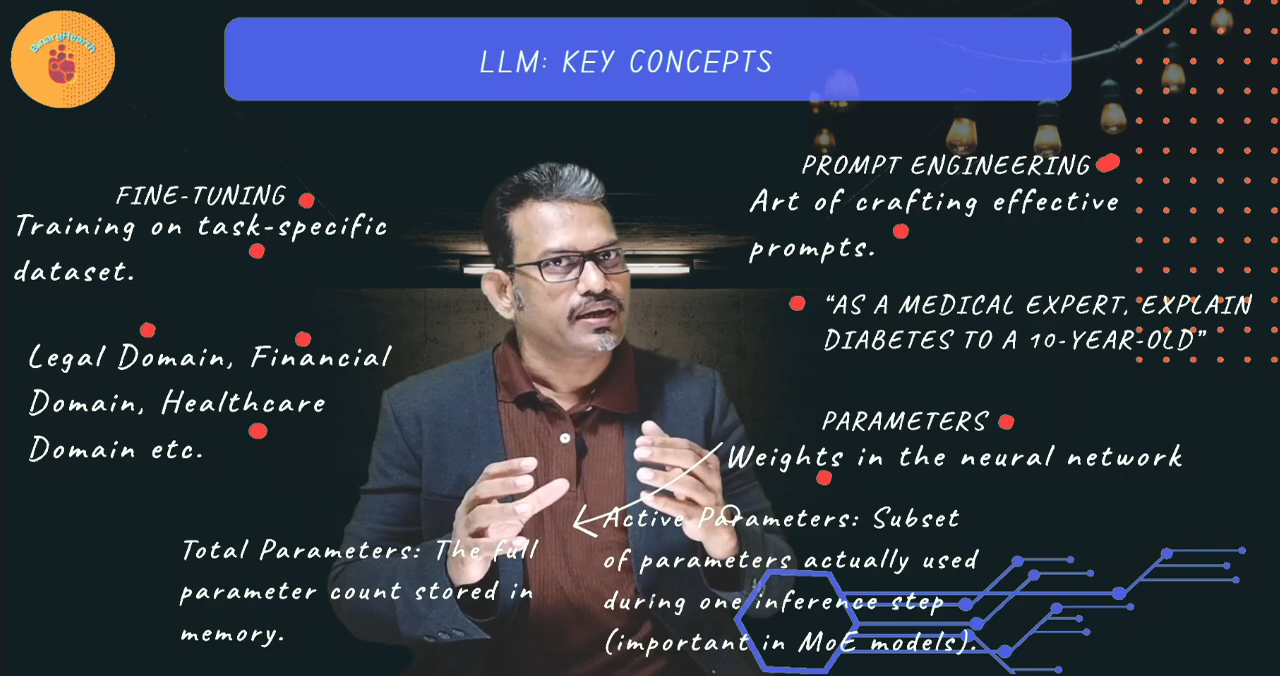 BinaryHearth
LLM: KEY CONCEPTS
FINE-TUNING
Training on task-specific
dataset.
Legal Domain, Financial
Domain, Healthcare
Domain etc.
PROMPT ENGINEERING
Art of crafting effective
prompts.
“AS A MEDICAL EXPERT, EXPLAIN
DIABETES TO A 10-YEAR-OLD”
PARAMETERS
Weights in the neural network
Total Parameters: The full
parameter count stored in
memory.
Active Parameters: Subset
of parameters actually used
during one inference step
(important in MoE models).